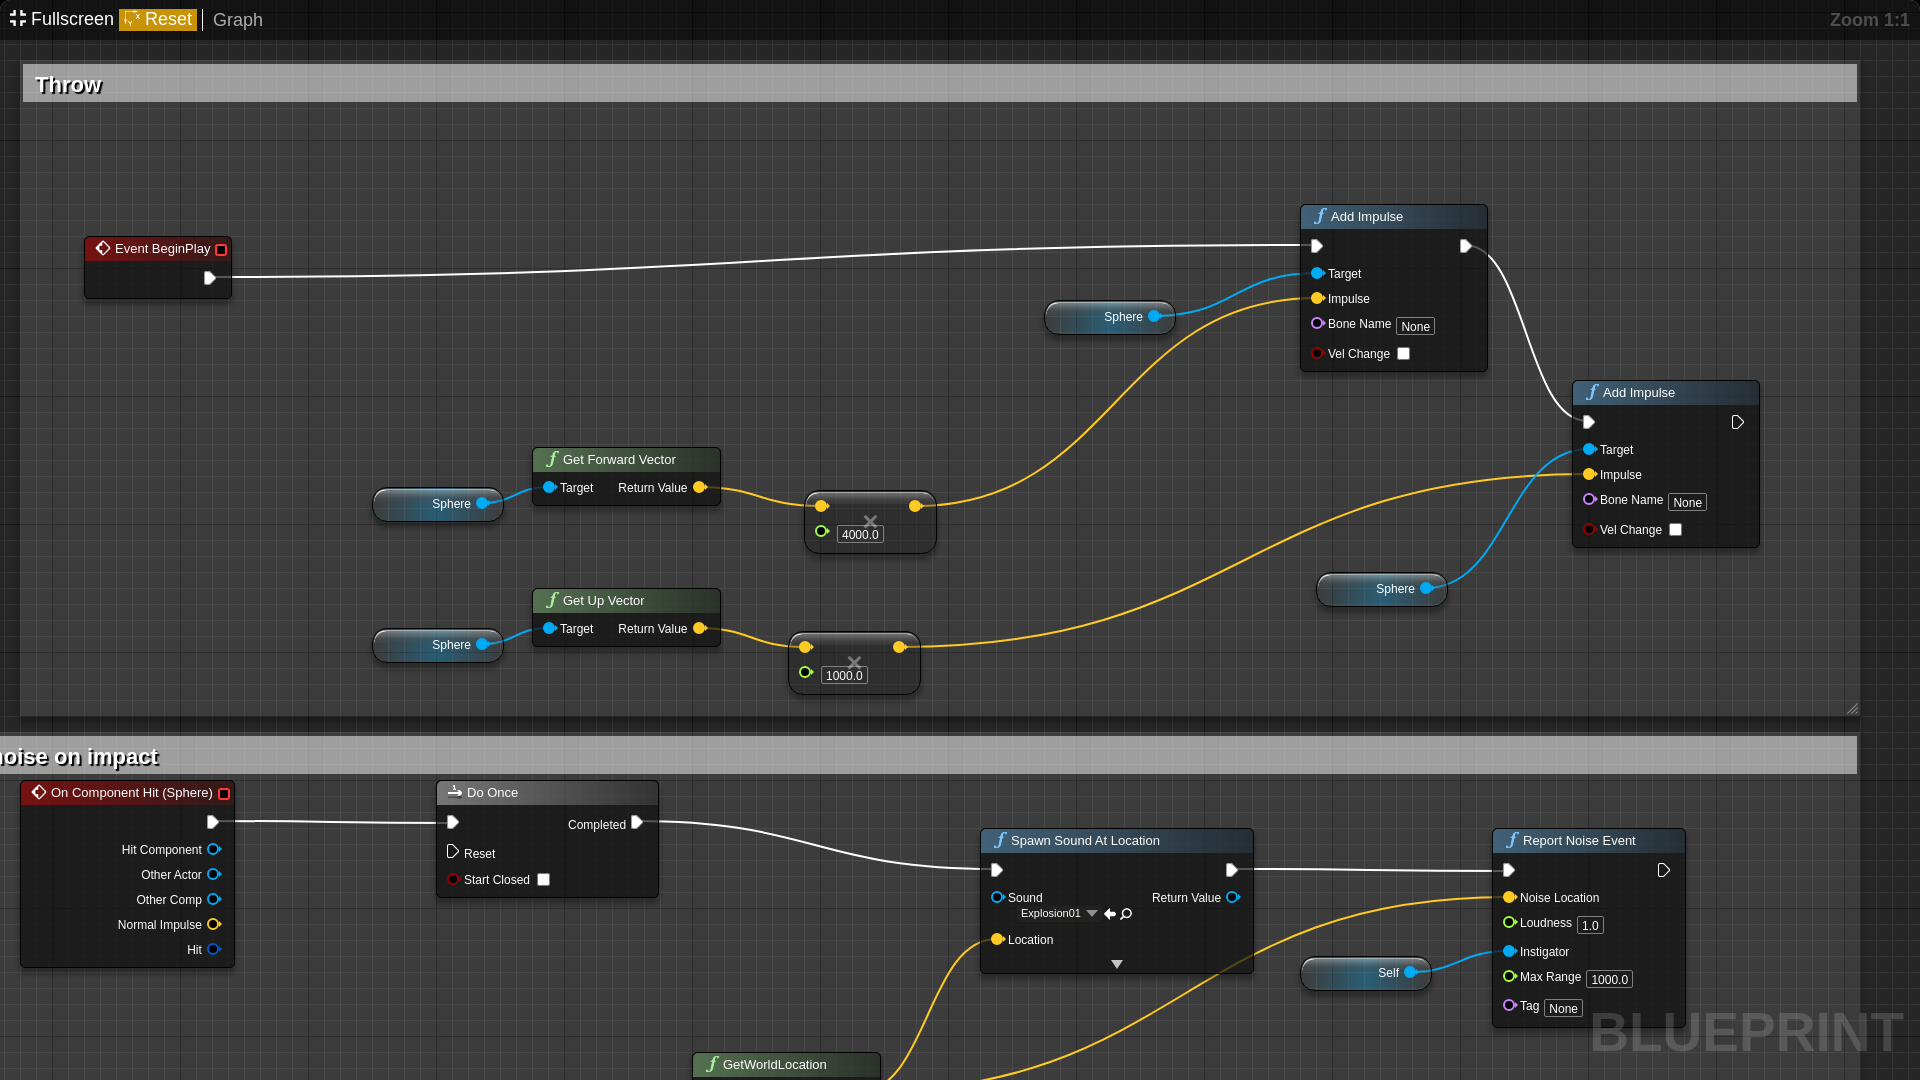 Fullscreen Reset Graph
Zoom 1:1
Throw
Event BeginPlay
Add Impulse
Target
Impulse
Bone Name None
Vel Change
Sphere
Add Impulse
Target
Impulse
Bone Name None
Vel Change
Sphere
Get Forward Vector
Target Return Value
Sphere
4000.0
Get Up Vector
Target Return Value
Sphere
1000.0
noise on impact
On Component Hit (Sphere)
Hit Component
Other Actor
Other Comp
Normal Impulse
Hit
Do Once
Completed
Reset
Start Closed
Spawn Sound At Location
Sound Return Value
Explosion01
Location
Report Noise Event
Noise Location
Loudness 1.0
Instigator
Max Range 1000.0
Tag None
Self
GetWorldLocation
BLUEPRINT